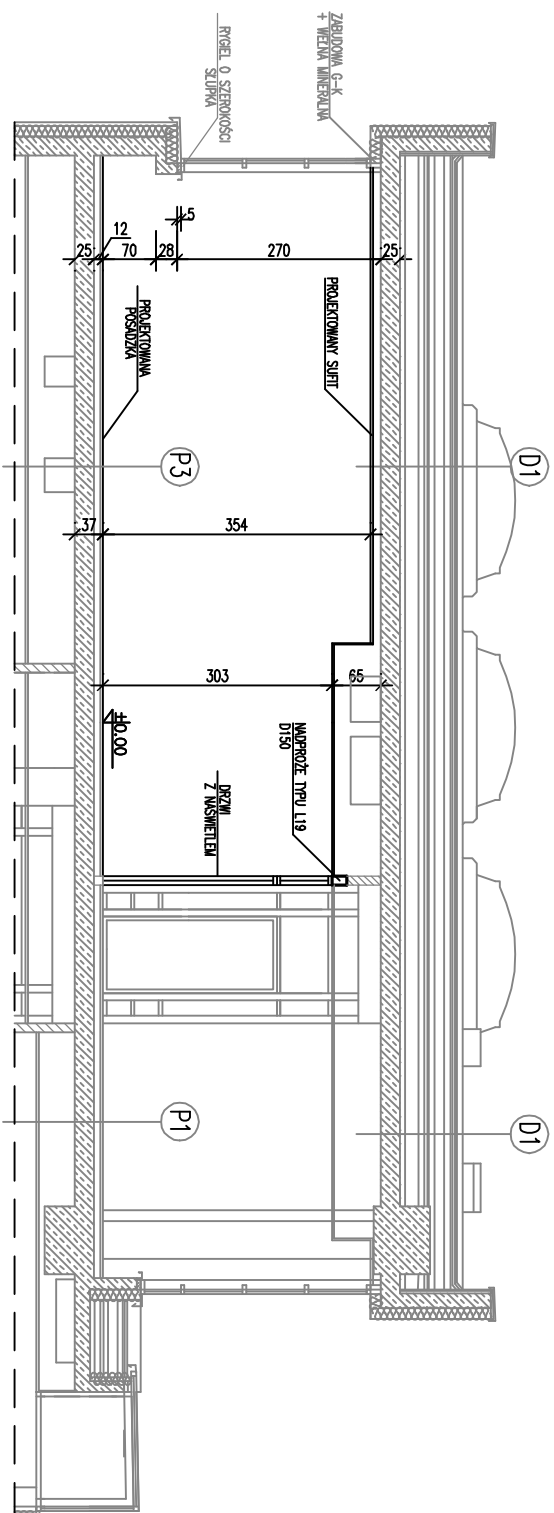 ZABUDOWA G-K
+ WEŁNA MINERALNA
RYGIEL O SZEROKOŚCI
SŁUPKA
D1
D1
PROJEKTOWANY SUFIT
25
270
5
28
70
12
25
PROJEKTOWANA
POSADZKA
P3
354
37
65
303
NADPROŻE TYPU L19
D150
±0.00
DRZWI
Z NAŚWIETLEM
P1